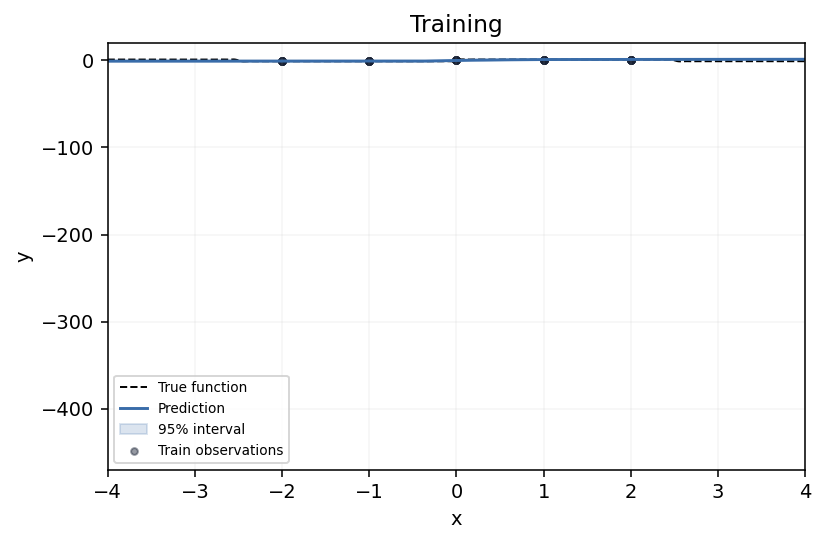 Training
0
−100
−200
−300
−400
y
True function
Prediction
95% interval
Train observations
−4 −3 −2 −1 0 1 2 3 4
x